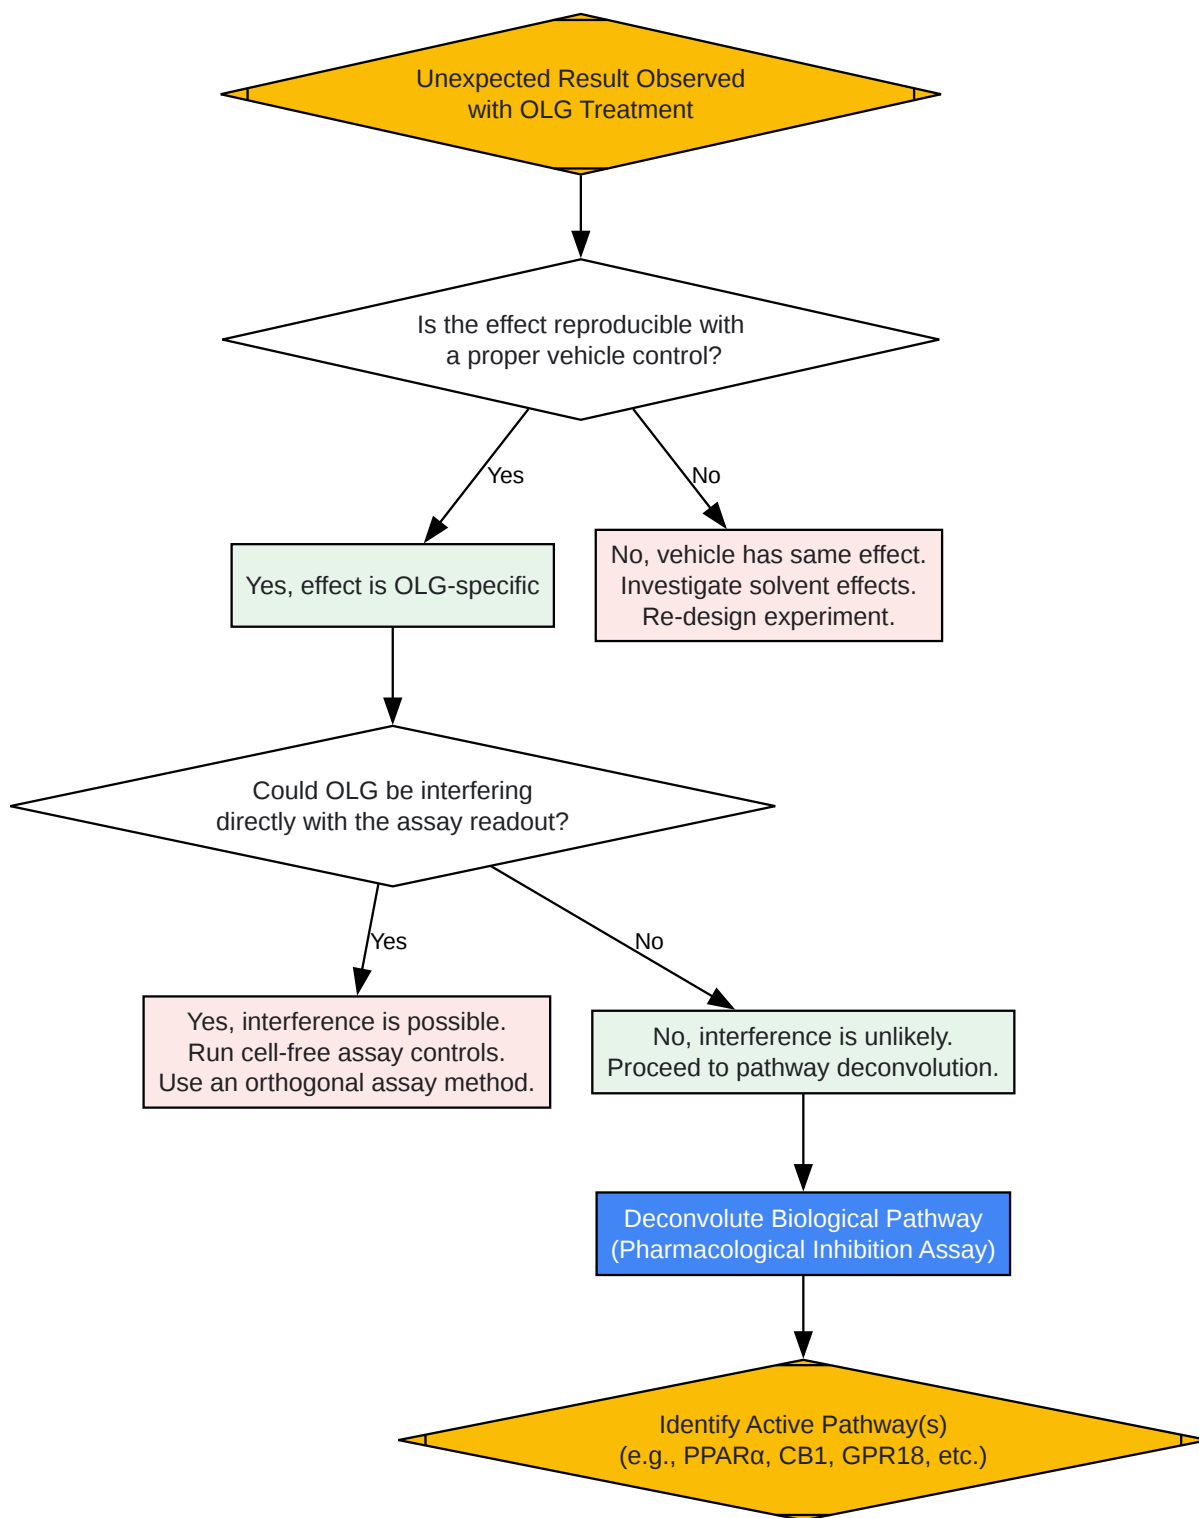 Unexpected Result Observed
with OLG Treatment
Is the effect reproducible with
a proper vehicle control?
Yes
No
Yes, effect is OLG-specific
No, vehicle has same effect.
Investigate solvent effects.
Re-design experiment.
Could OLG be interfering
directly with the assay readout?
Yes
No
Yes, interference is possible.
Run cell-free assay controls.
Use an orthogonal assay method.
No, interference is unlikely.
Proceed to pathway deconvolution.
Deconvolute Biological Pathway
(Pharmacological Inhibition Assay)
Identify Active Pathway(s)
(e.g., PPARα, CB1, GPR18, etc.)